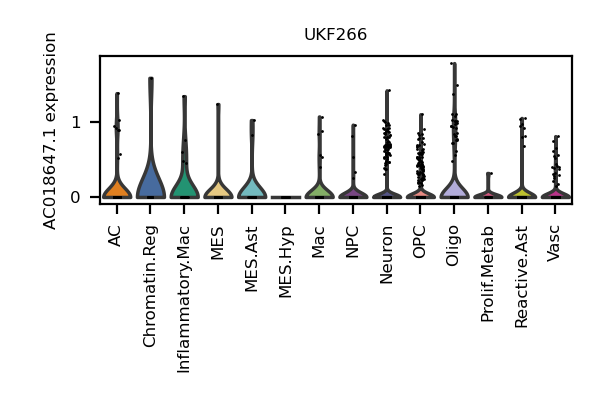 UKF266
AC018647.1 expression
1
0
AC
Chromatin.Reg
Inflammatory.Mac
MES
MES.Ast
MES.Hyp
Mac
NPC
Neuron
OPC
Oligo
Prolif.Metab
Reactive.Ast
Vasc